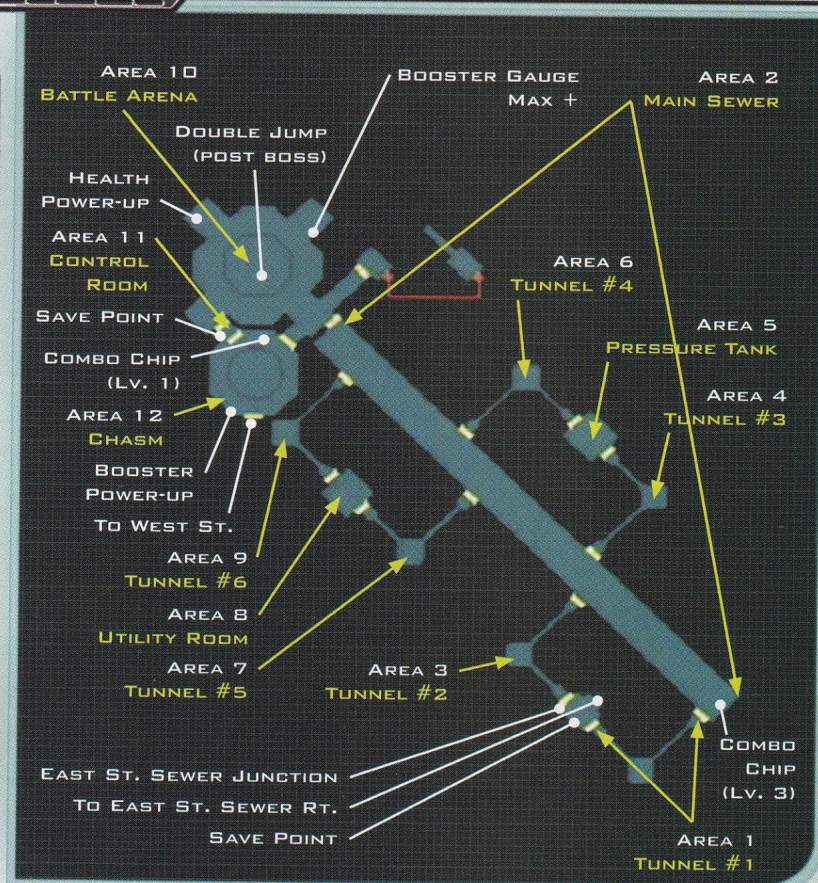 Area 10
Battle Arena
Booster Gauge
Max +
Area 2
Main Sewer
Double Jump
(post boss)
Health
Power-up
Area 11
Control
Room
Area 6
Tunnel #4
Save Point
Area 5
Pressure Tank
Combo Chip
(Lv. 1)
Area 4
Tunnel #3
Area 12
Chasm
Booster
Power-up
To West St.
Area 9
Tunnel #6
Area 8
Utility Room
Area 7
Tunnel #5
Area 3
Tunnel #2
East St. Sewer Junction
To East St. Sewer Rt.
Save Point
Combo
Chip
(Lv. 3)
Area 1
Tunnel #1